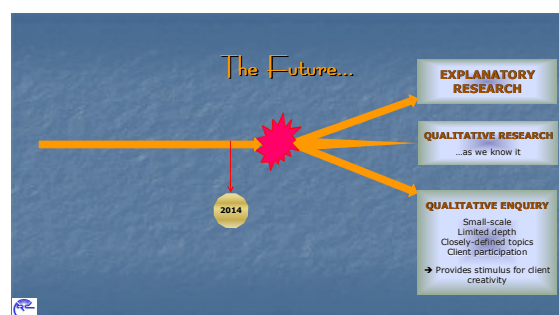 The Future...
EXPLANATORY
RESEARCH
QUALITATIVE RESEARCH
...as we know it
2014
QUALITATIVE ENQUIRY
Small-scale
Limited depth
Closely-defined topics
Client participation
➔ Provides stimulus for client
creativity